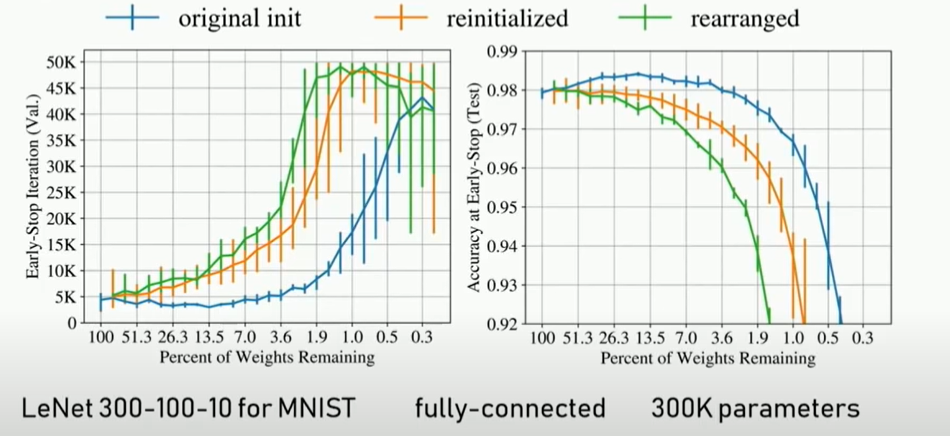 original init reinitialized rearranged
Early-Stop Iteration (Val.)
50K
45K
40K
35K
30K
25K
20K
15K
10K
5K
0
100 51.3 26.3 13.5 7.0 3.6 1.9 1.0 0.5 0.3
Percent of Weights Remaining
Accuracy at Early-Stop (Test)
0.99
0.98
0.97
0.96
0.95
0.94
0.93
0.92
100 51.3 26.3 13.5 7.0 3.6 1.9 1.0 0.5 0.3
Percent of Weights Remaining
LeNet 300-100-10 for MNIST fully-connected 300K parameters